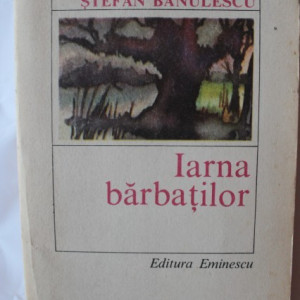 ȘTEFAN BĂNULESCU
Iarna
bărbaților
Editura Eminescu